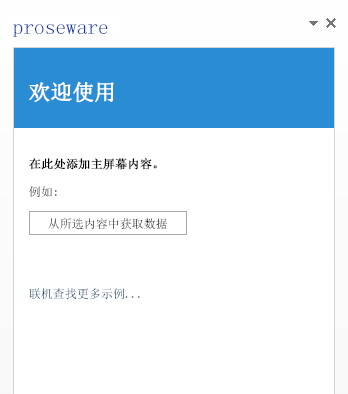 proseware
欢迎使用
在此处添加主屏幕内容。
例如:
从所选内容中获取数据
联机查找更多示例...